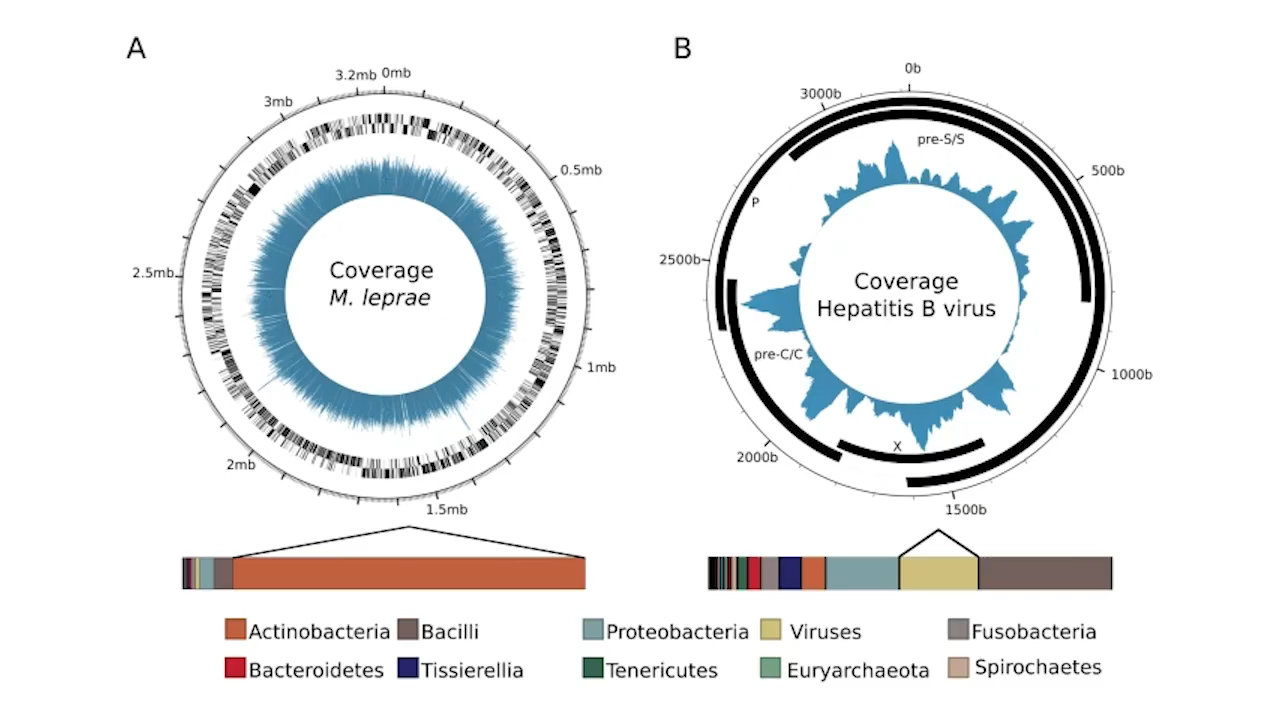 A
3.2mb
0mb
3mb
0.5mb
2.5mb
Coverage
M. leprae
1mb
2mb
1.5mb
B
0b
3000b
pre-S/S
500b
P
2500b
Coverage
Hepatitis B virus
pre-C/C
1000b
X
2000b
1500b
Actinobacteria Bacilli Proteobacteria Viruses Fusobacteria
Bacteroidetes Tissierellia Tenericutes Euryarchaeota Spirochaetes